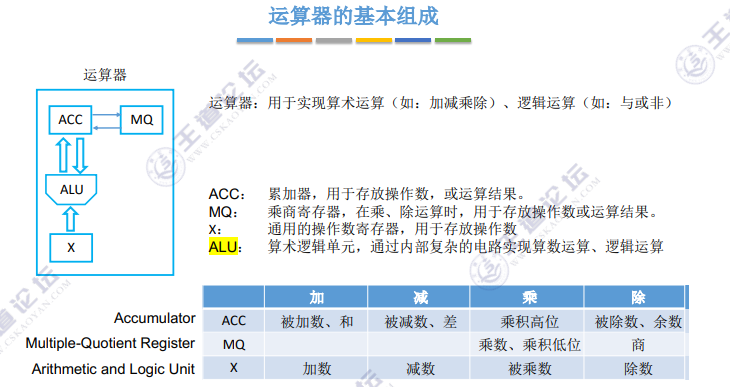 运算器的基本组成
运算器
ACC
MQ
ALU
X
运算器：用于实现算术运算（如：加减乘除）、逻辑运算（如：与或非）
ACC： 累加器，用于存放操作数，或运算结果。
MQ： 乘商寄存器，在乘、除运算时，用于存放操作数或运算结果。
X： 通用的操作数寄存器，用于存放操作数
ALU： 算术逻辑单元，通过内部复杂的电路实现算数运算、逻辑运算
加 减 乘 除
Accumulator ACC 被加数、和 被减数、差 乘积高位 被除数、余数
Multiple-Quotient Register MQ 乘数、乘积低位 商
Arithmetic and Logic Unit X 加数 减数 被乘数 除数
王道论坛
WWW.CSKAOYAN.COM